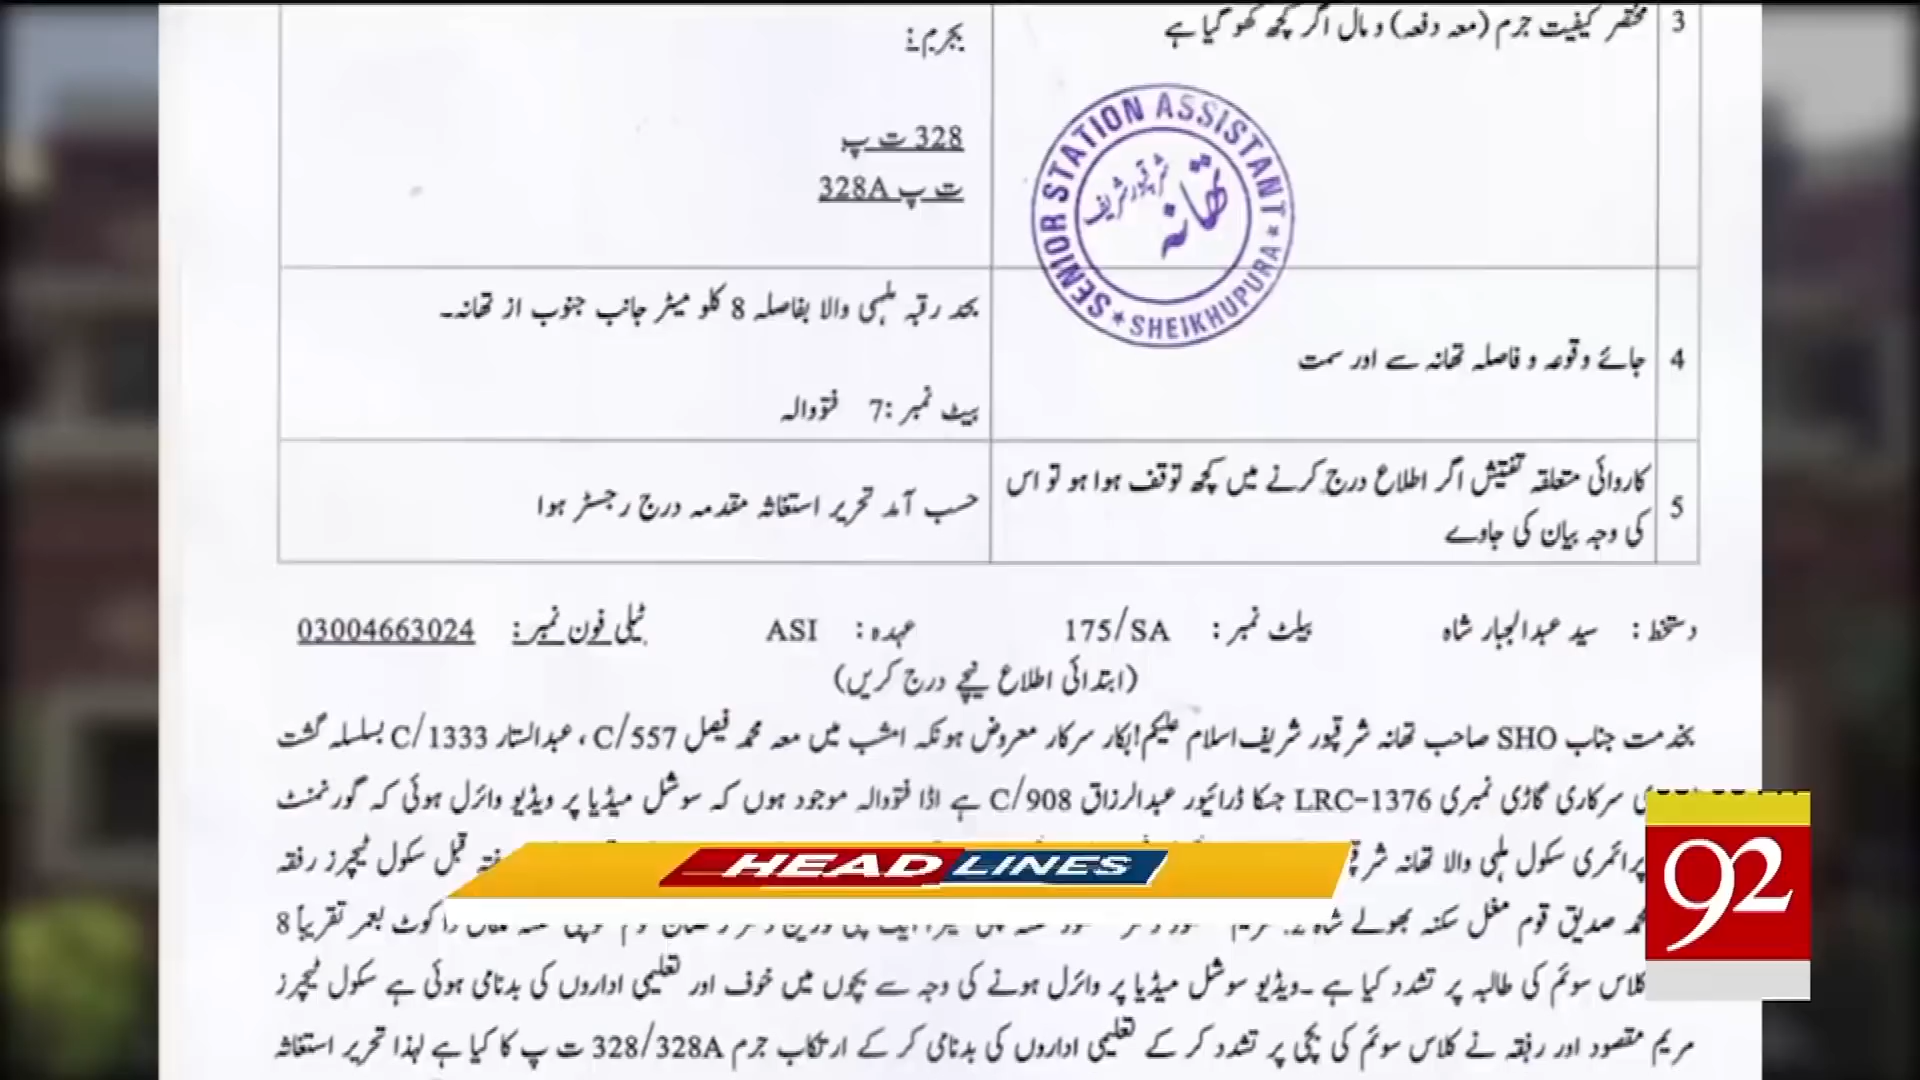 3 مختصر کیفیت جرم (معہ دفعہ) و مال اگر کچھ کھو گیا ہے
بجرم:
328 ت پ
328A ت پ
SENIOR STATION ASSISTANT
تھانہ شرقپور شریف
★ SHEIKHUPURA ★
4 جائے وقوعہ و فاصلہ تھانہ سے اور سمت
بحد رقبہ ہلہی والا بفاصلہ 8 کلو میٹر جانب جنوب از تھانہ۔
بیٹ نمبر: 7 فتووالہ
5 کاروائی متعلقہ تفتیش اگر اطلاع درج کرنے میں کچھ توقف ہوا ہو تو اس
کی وجہ بیان کی جاوے
حسب آمد تحریر استغاثہ مقدمہ درج رجسٹر ہوا
دستخط: سید عبدالجبار شاہ بیلٹ نمبر: 175/SA عہدہ: ASI ٹیلی فون نمبر: 03004663024
(ابتدائی اطلاع نیچے درج کریں)
بخدمت جناب SHO صاحب تھانہ شرقپور شریف اسلام علیکم! بکار سرکار معروض ہونکہ امشب میں معہ محمد فیصل 557/C، عبدالستار 1333/C بسلسلہ گشت
سرکاری گاڑی نمبری LRC-1376 جسکا ڈرائیور عبدالرزاق 908/C ہے اڈا فتووالہ موجود ہوں کہ سوشل میڈیا پر ویڈیو وائرل ہوئی کہ گورنمنٹ
پرائمری سکول ہلہی والا تھانہ قبل سکول ٹیچرز رفقہ
محمد صدیق قوم مغل سکنہ بھولے شاہ کوٹ بعمر تقریباً 8
کلاس سوئم کی طالبہ پر تشدد کیا ہے۔ ویڈیو سوشل میڈیا پر وائرل ہونے کی وجہ سے بچوں میں خوف اور تعلیمی اداروں کی بدنامی ہوئی ہے سکول ٹیچرز
مریم مقصود اور رفقہ نے کلاس سوئم کی بچی پر تشدد کر کے تعلیمی اداروں کی بدنامی کر کے ارتکاب جرم 328/328A ت پ کا کیا ہے لہذا تحریر استغاثہ
HEADLINES
92